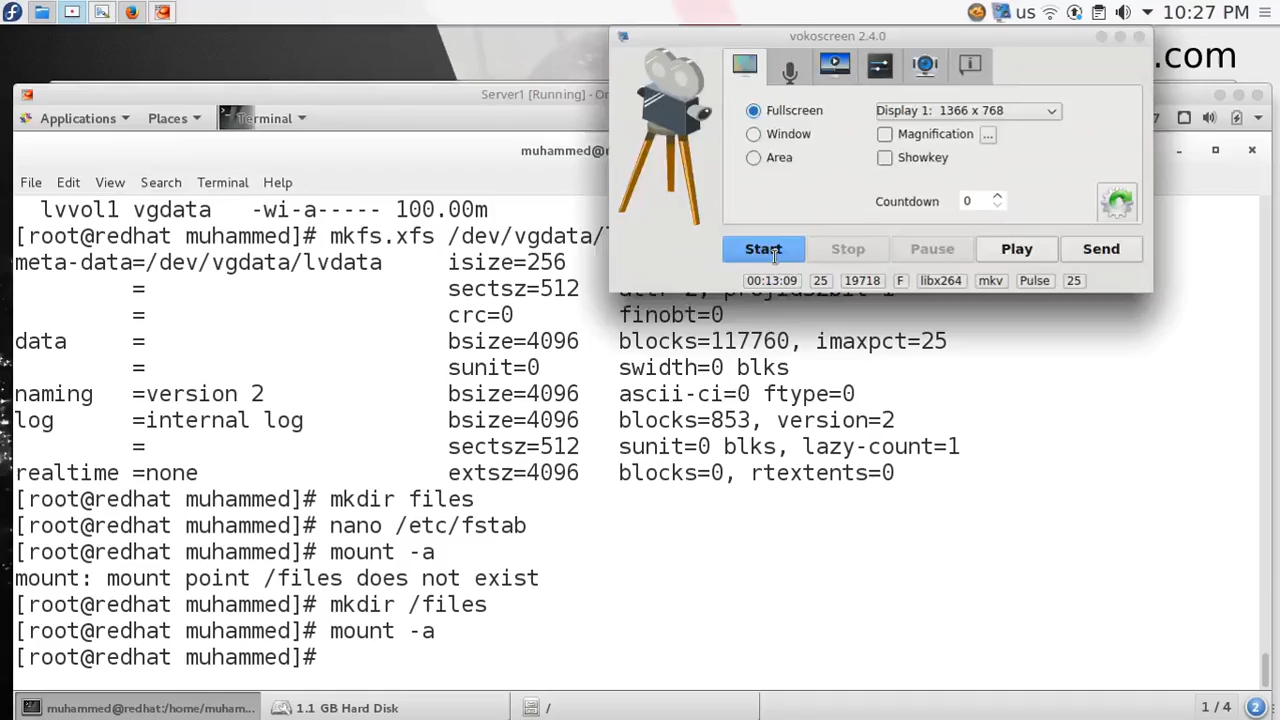 us
10:27 PM
vokoscreen 2.4.0
.com
Server1 [Running] - Or
Fullscreen
Display 1: 1366 x 768
Applications
Places
Terminal
Window
Magnification
...
muhammed@
Area
Showkey
File Edit View Search Terminal Help
Countdown
0
lvvol1 vgdata -wi-a----- 100.00m
[root@redhat muhammed]# mkfs.xfs /dev/vgdata/
Start
Stop
Pause
Play
Send
meta-data=/dev/vgdata/lvdata isize=256
00:13:09
25
19718
F
libx264
mkv
Pulse
25
= sectsz=512
= crc=0 finobt=0
data = bsize=4096 blocks=117760, imaxpct=25
= sunit=0 swidth=0 blks
naming =version 2 bsize=4096 ascii-ci=0 ftype=0
log =internal log bsize=4096 blocks=853, version=2
= sectsz=512 sunit=0 blks, lazy-count=1
realtime =none extsz=4096 blocks=0, rtextents=0
[root@redhat muhammed]# mkdir files
[root@redhat muhammed]# nano /etc/fstab
[root@redhat muhammed]# mount -a
mount: mount point /files does not exist
[root@redhat muhammed]# mkdir /files
[root@redhat muhammed]# mount -a
[root@redhat muhammed]#
muhammed@redhat:/home/muham...
1.1 GB Hard Disk
/
1 / 4
2